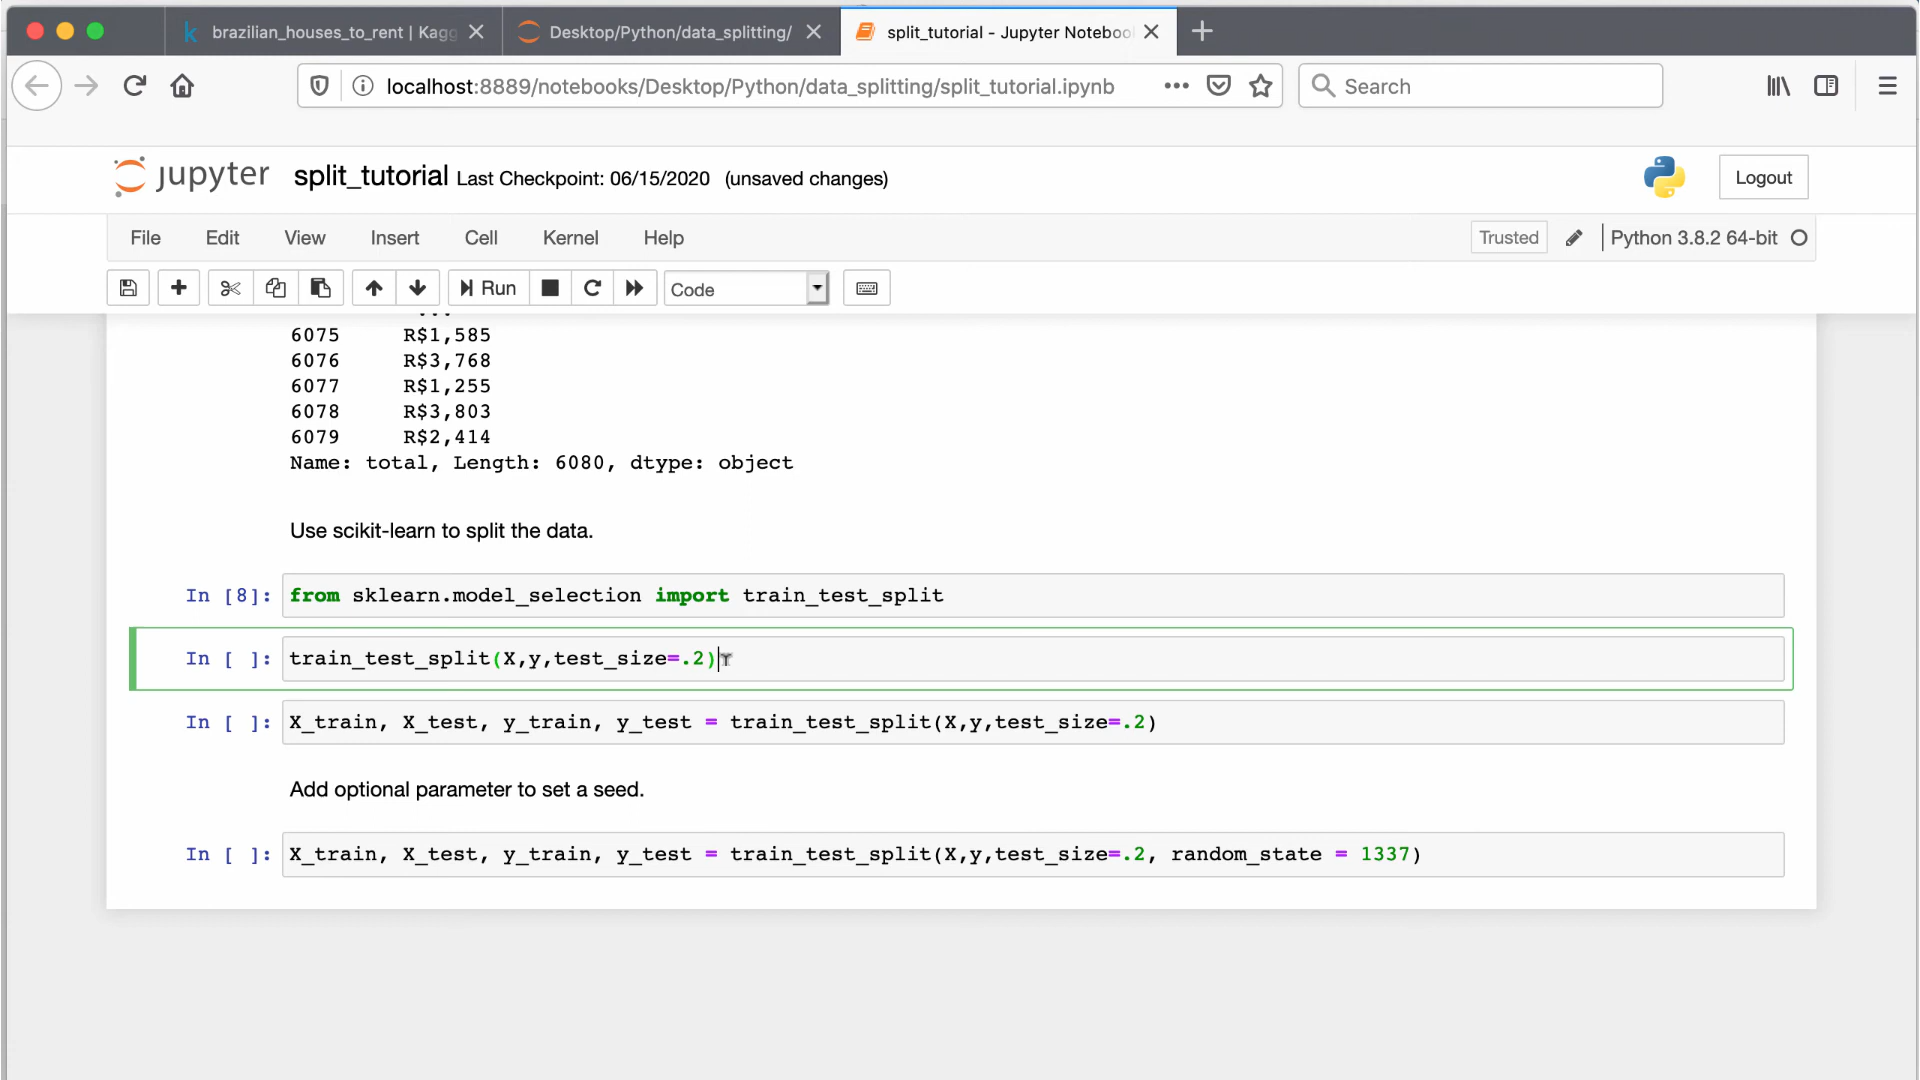 brazilian_houses_to_rent | Kagg
Desktop/Python/data_splitting/
split_tutorial - Jupyter Noteboo
localhost:8889/notebooks/Desktop/Python/data_splitting/split_tutorial.ipynb
Search
jupyter split_tutorial Last Checkpoint: 06/15/2020 (unsaved changes)
Logout
File Edit View Insert Cell Kernel Help
Trusted
Python 3.8.2 64-bit
Run
Code
...
6075 R$1,585
6076 R$3,768
6077 R$1,255
6078 R$3,803
6079 R$2,414
Name: total, Length: 6080, dtype: object
Use scikit-learn to split the data.
In [8]: from sklearn.model_selection import train_test_split
In [ ]: train_test_split(X,y,test_size=.2)
In [ ]: X_train, X_test, y_train, y_test = train_test_split(X,y,test_size=.2)
Add optional parameter to set a seed.
In [ ]: X_train, X_test, y_train, y_test = train_test_split(X,y,test_size=.2, random_state = 1337)